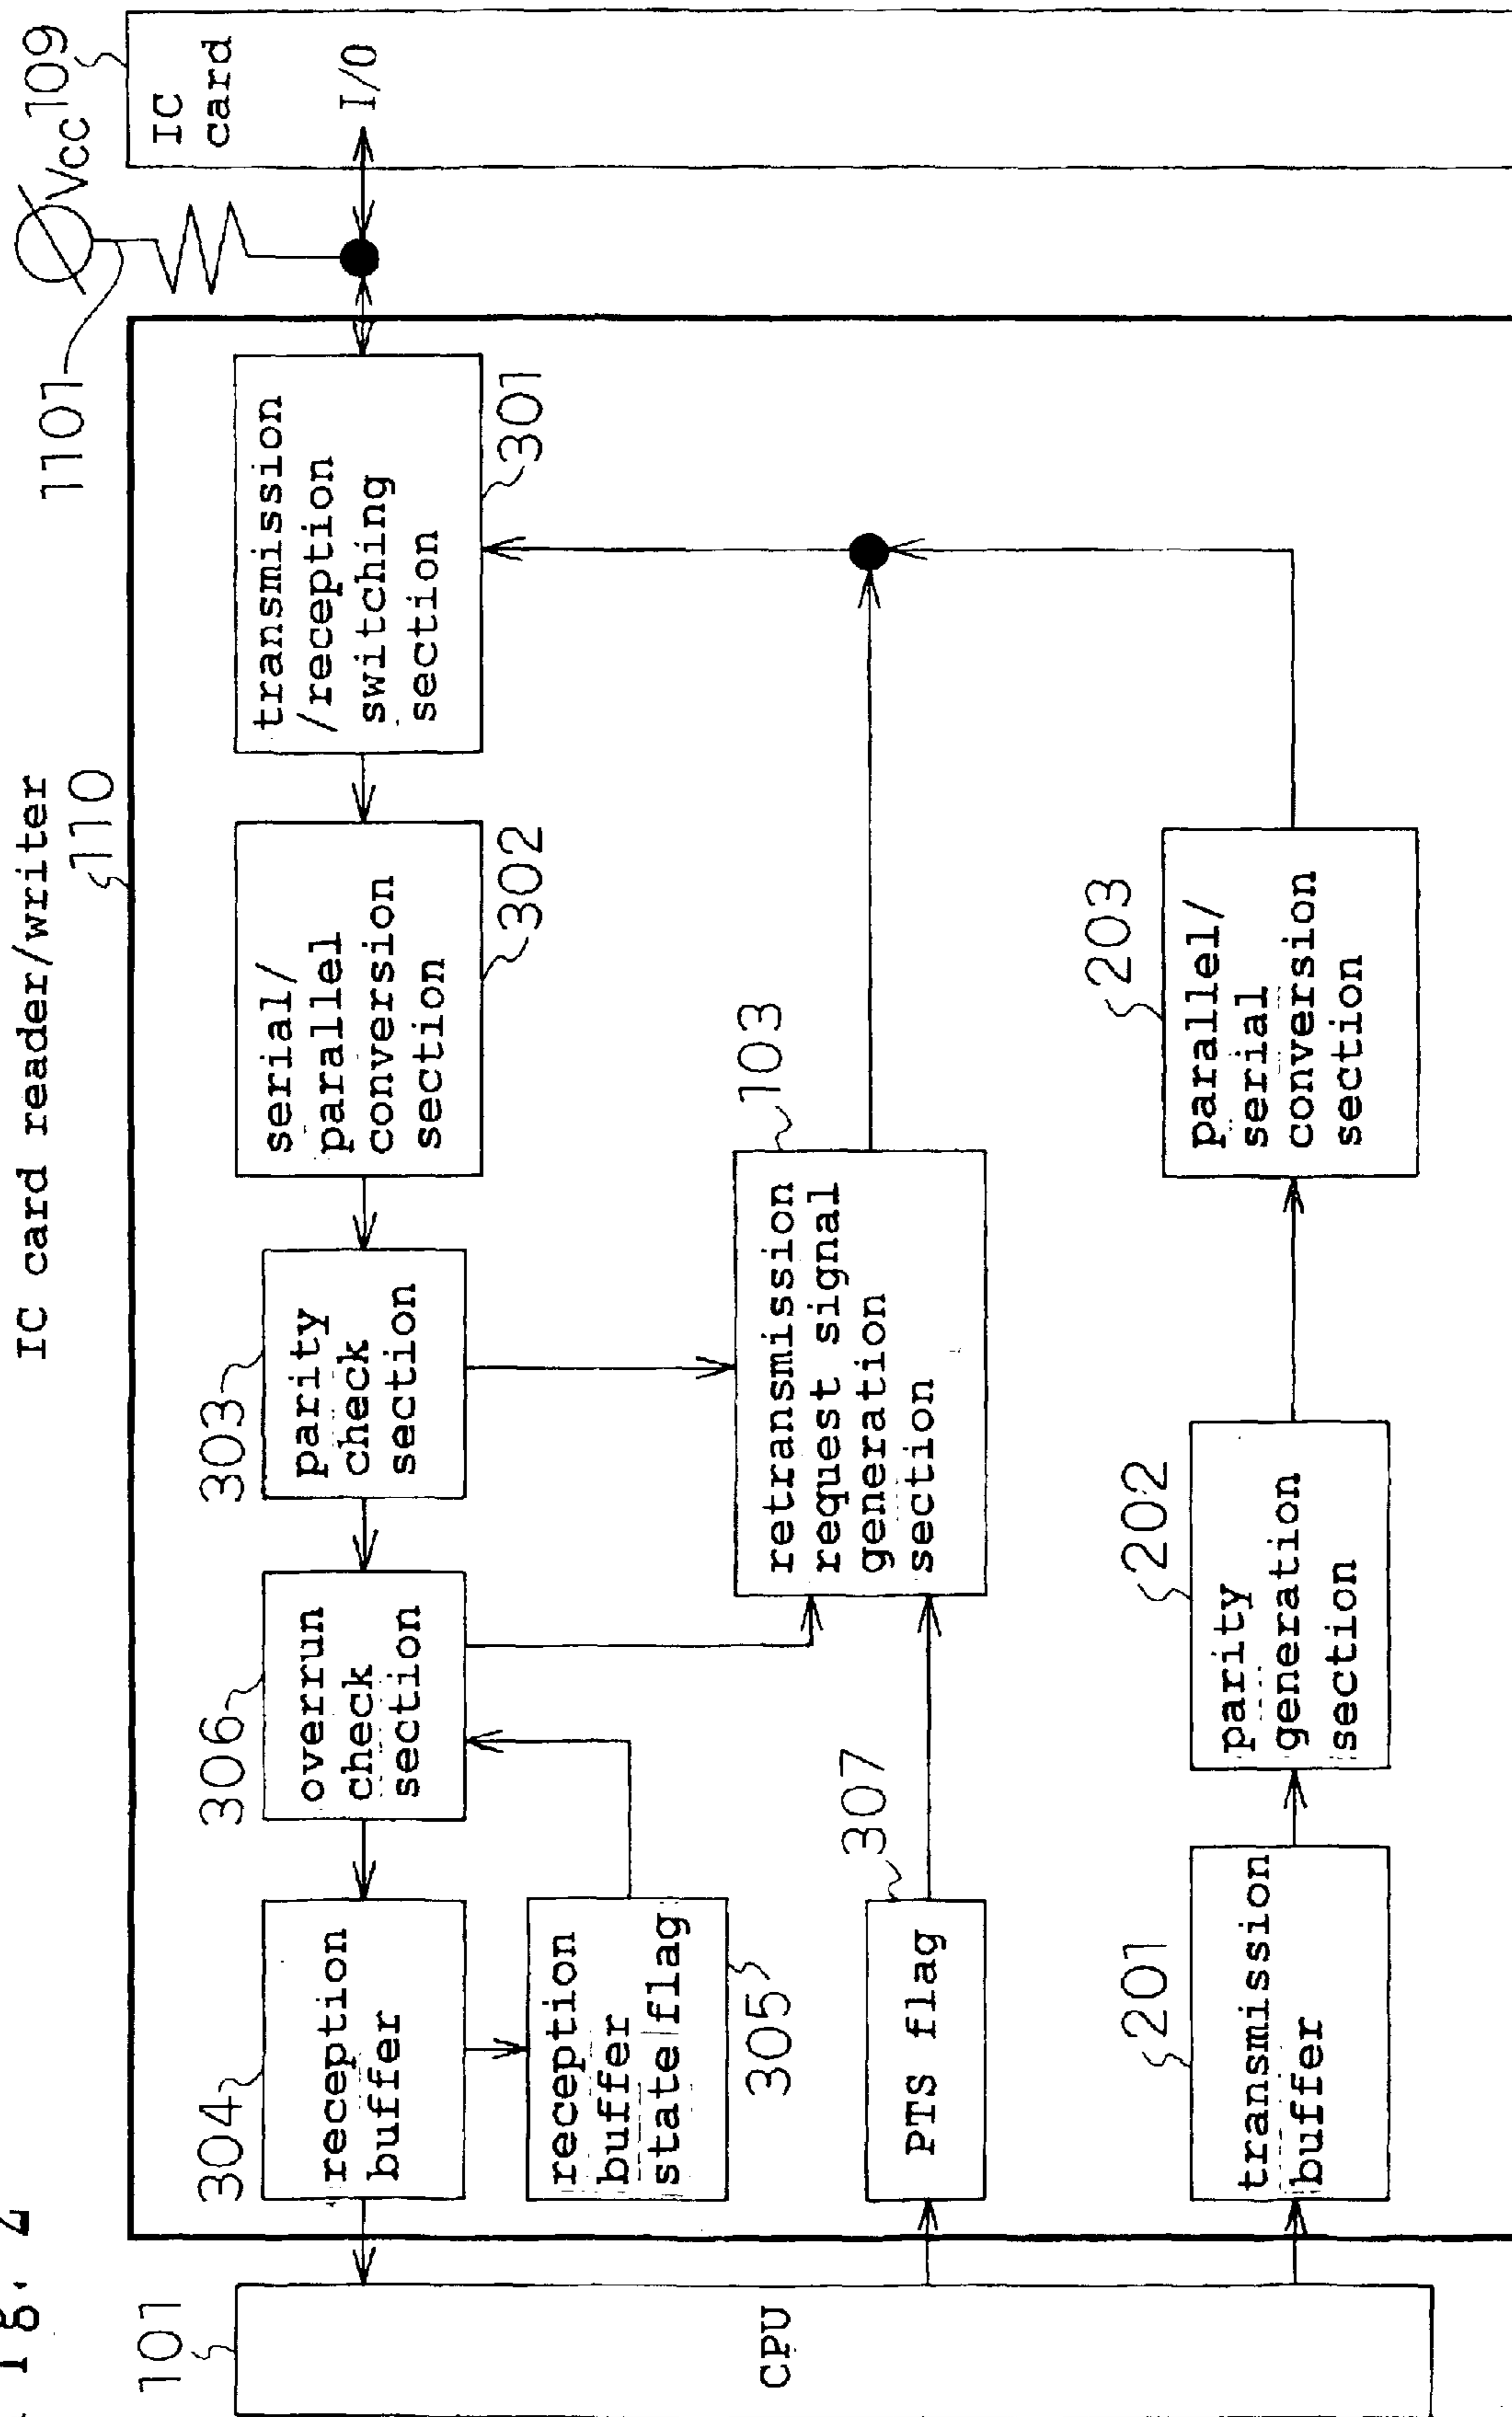 IC card reader/writer
110
1101
Vcc
109
IC
card
I/O
101
CPU
304
reception
buffer
306
overrun
check
section
303
parity
check
section
serial/
parallel
conversion
section
302
transmission
/reception
switching
section
301
reception
buffer
state flag
305
307
PTS flag
103
retransmission
request signal
generation
section
201
transmission
buffer
202
parity
generation
section
203
parallel/
serial
conversion
section